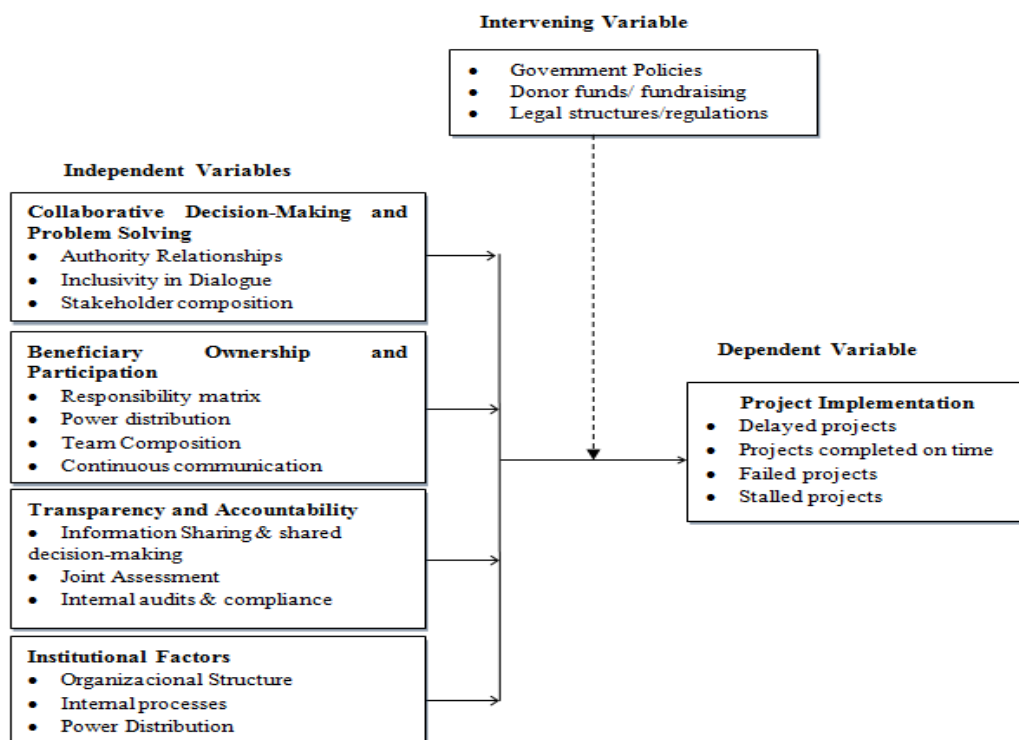 Intervening Variable
● Government Policies
● Donor funds/ fundraising
● Legal structures/regulations
Independent Variables
Collaborative Decision-Making and
Problem Solving
● Authority Relationships
● Inclusivity in Dialogue
● Stakeholder composition
Beneficiary Ownership and
Participation
● Responsibility matrix
● Power distribution
● Team Composition
● Continuous communication
Transparency and Accountability
● Information Sharing & shared
decision-making
● Joint Assessment
● Internal audits & compliance
Institutional Factors
● Organizacional Structure
● Internal processes
● Power Distribution
Dependent Variable
Project Implementation
● Delayed projects
● Projects completed on time
● Failed projects
● Stalled projects